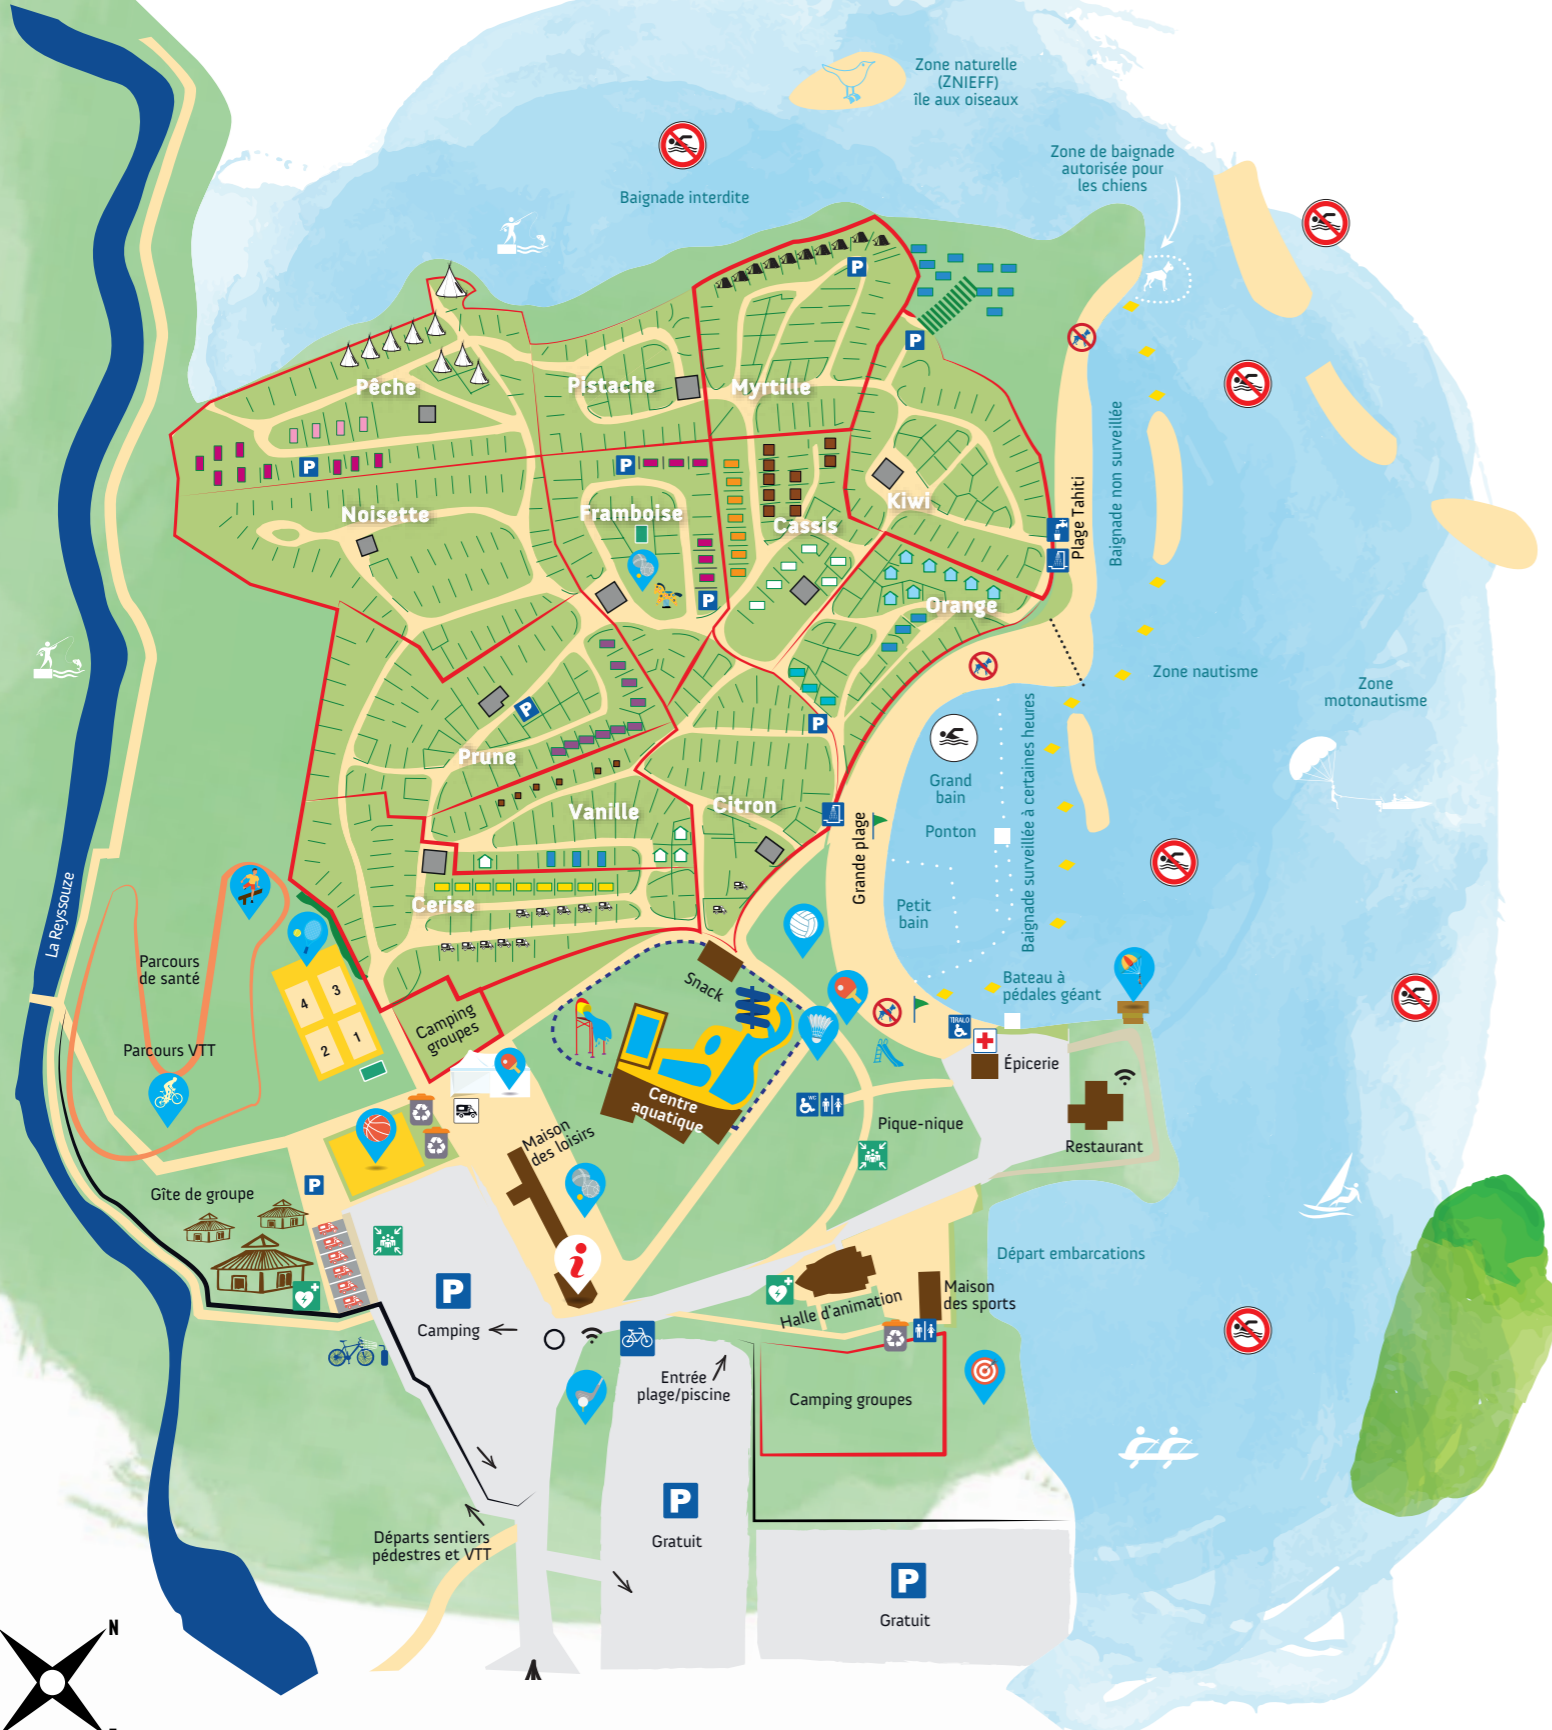 Zone naturelle
(ZNIEFF)
île aux oiseaux
Zone de baignade
autorisée pour
les chiens
Baignade interdite
P
P
Pêche
Pistache
Myrtille
Baignade non surveillée
P
P
Plage Tahiti
Noisette
Framboise
Cassis
Kiwi
P
Orange
Zone nautisme
Zone
motonautisme
P
P
Prune
Grand
bain
Vanille
Citron
Ponton
Baignade surveillée à certaines heures
Grande plage
Cerise
Petit
bain
La Reyssouze
Parcours
de santé
Snack
Bateau à
pédales géant
4
3
2
1
Camping
groupes
TIRALO
Parcours VTT
Épicerie
Centre
aquatique
WC
Pique-nique
Maison
des loisirs
Restaurant
P
Gîte de groupe
i
Départ embarcations
P
Camping
Halle d'animation
Maison
des sports
Entrée
plage/piscine
Camping groupes
P
Gratuit
Départs sentiers
pédestres et VTT
P
Gratuit
N